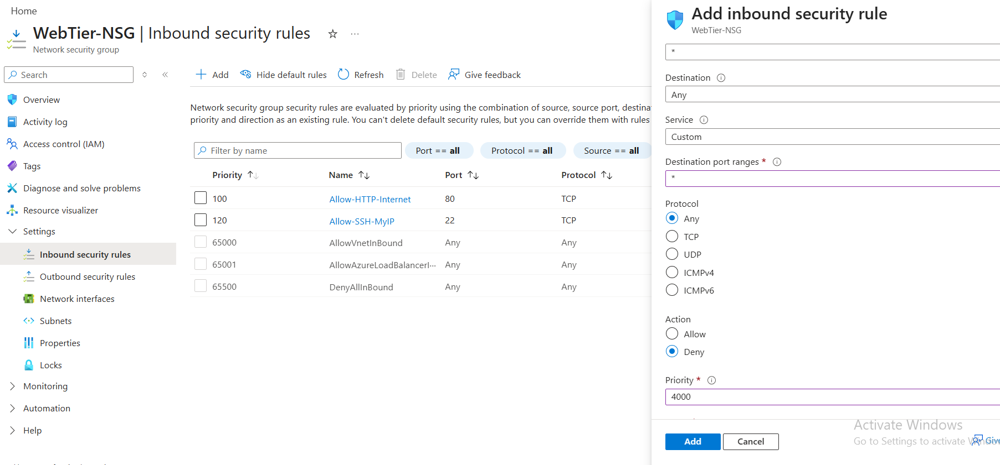 Home
WebTier-NSG | Inbound security rules
Network security group
Search
Overview
Activity log
Access control (IAM)
Tags
Diagnose and solve problems
Resource visualizer
Settings
Inbound security rules
Outbound security rules
Network interfaces
Subnets
Properties
Locks
Monitoring
Automation
Help
Add Hide default rules Refresh Delete Give feedback
Network security group security rules are evaluated by priority using the combination of source, source port, destina
priority and direction as an existing rule. You can't delete default security rules, but you can override them with rules
Filter by name Port == all Protocol == all Source == all
Priority Name Port Protocol
100 Allow-HTTP-Internet 80 TCP
120 Allow-SSH-MyIP 22 TCP
65000 AllowVnetInBound Any Any
65001 AllowAzureLoadBalancerI... Any Any
65500 DenyAllInBound Any Any
Add inbound security rule
WebTier-NSG
*
Destination
Any
Service
Custom
Destination port ranges *
*
Protocol
Any
TCP
UDP
ICMPv4
ICMPv6
Action
Allow
Deny
Priority *
4000
Add Cancel
Activate Windows
Go to Settings to activate Windows
Give